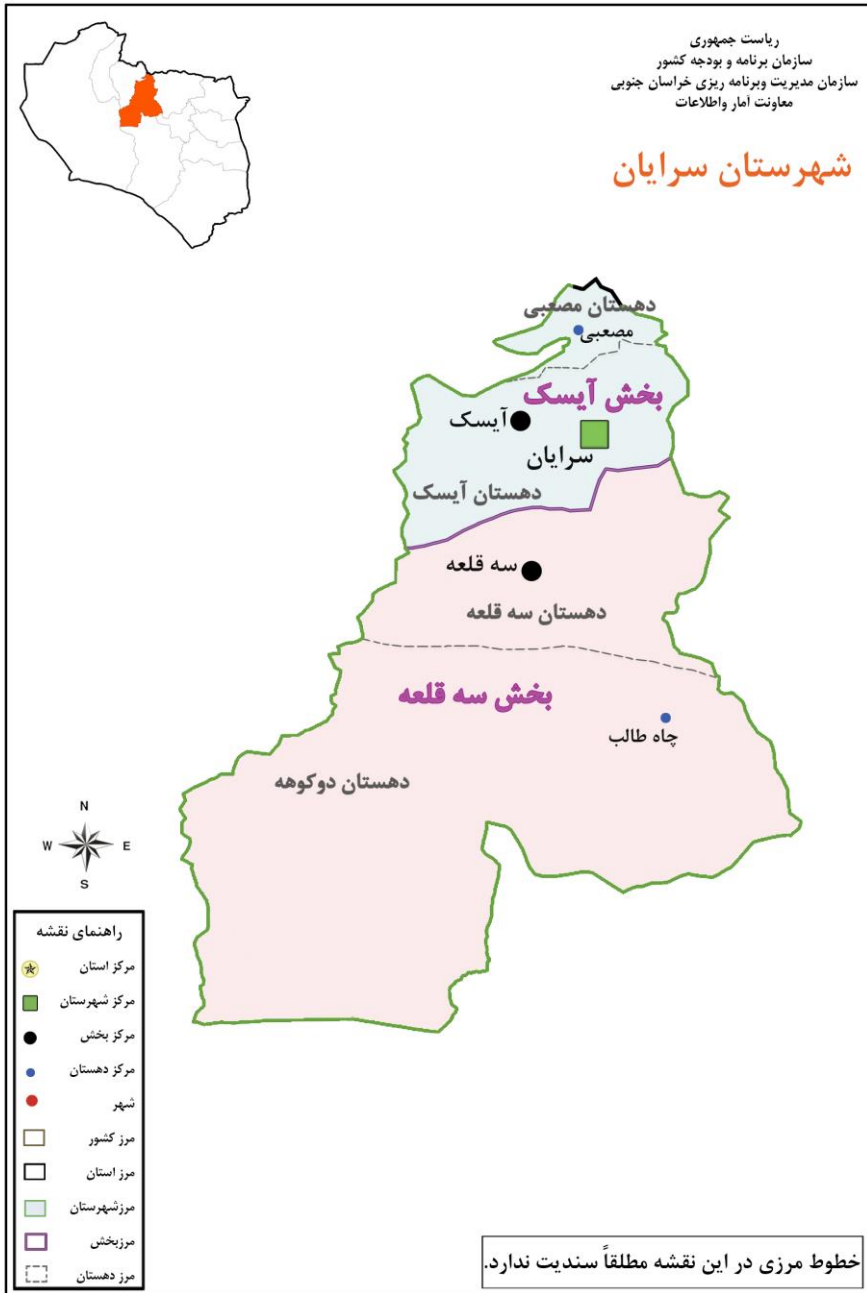 ریاست جمهوری
سازمان برنامه و بودجه کشور
سازمان مدیریت وبرنامه ریزی خراسان جنوبی
معاونت آمار واطلاعات
شهرستان سرایان
دهستان مصعبی
مصعبی
بخش آیسک
آیسک
سرایان
دهستان آیسک
سه قلعه
دهستان سه قلعه
بخش سه قلعه
چاه طالب
دهستان دوکوهه
N
W E
S
راهنمای نقشه
مرکز استان
مرکز شهرستان
مرکز بخش
مرکز دهستان
شهر
مرز کشور
مرز استان
مرزشهرستان
مرزبخش
مرز دهستان
خطوط مرزی در این نقشه مطلقاً سندیت ندارد.